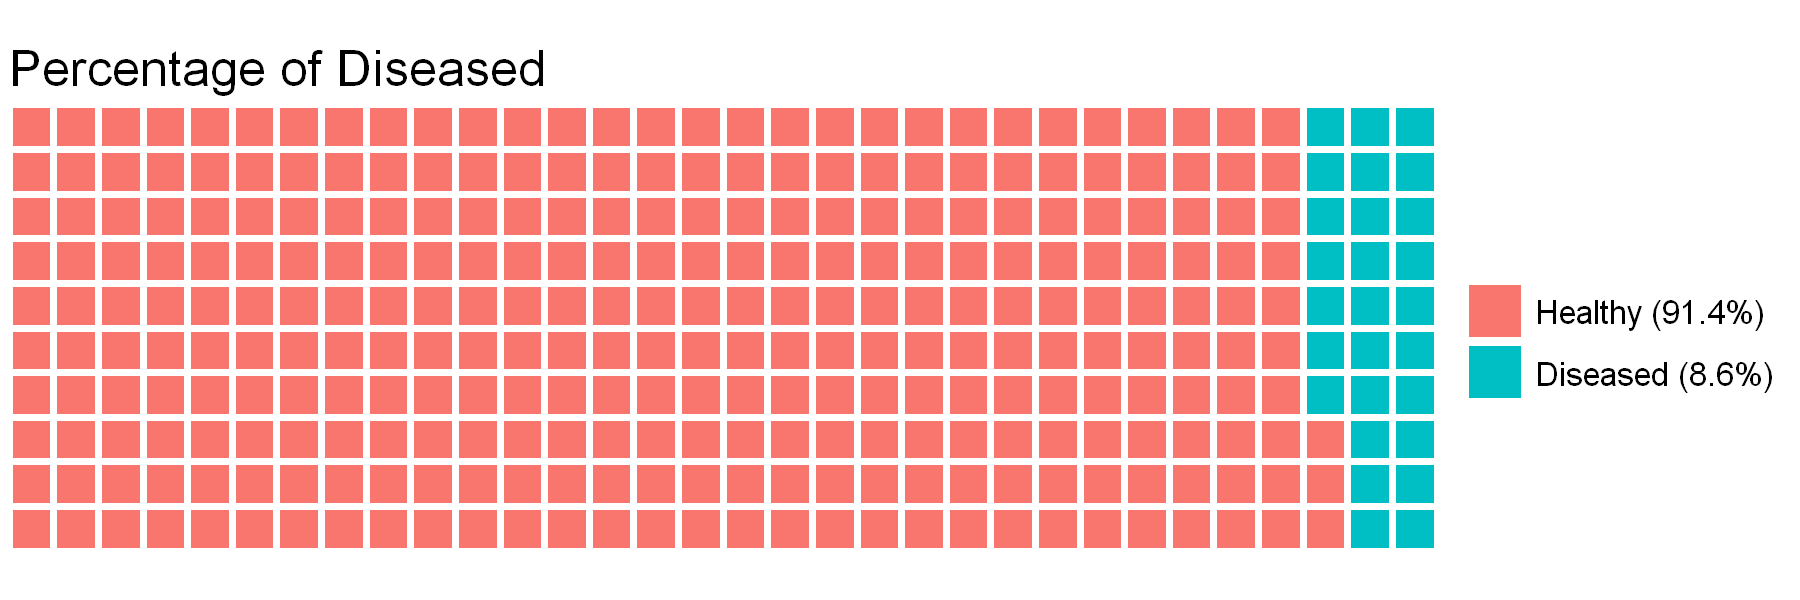 Percentage of Diseased
Healthy (91.4%)
Diseased (8.6%)